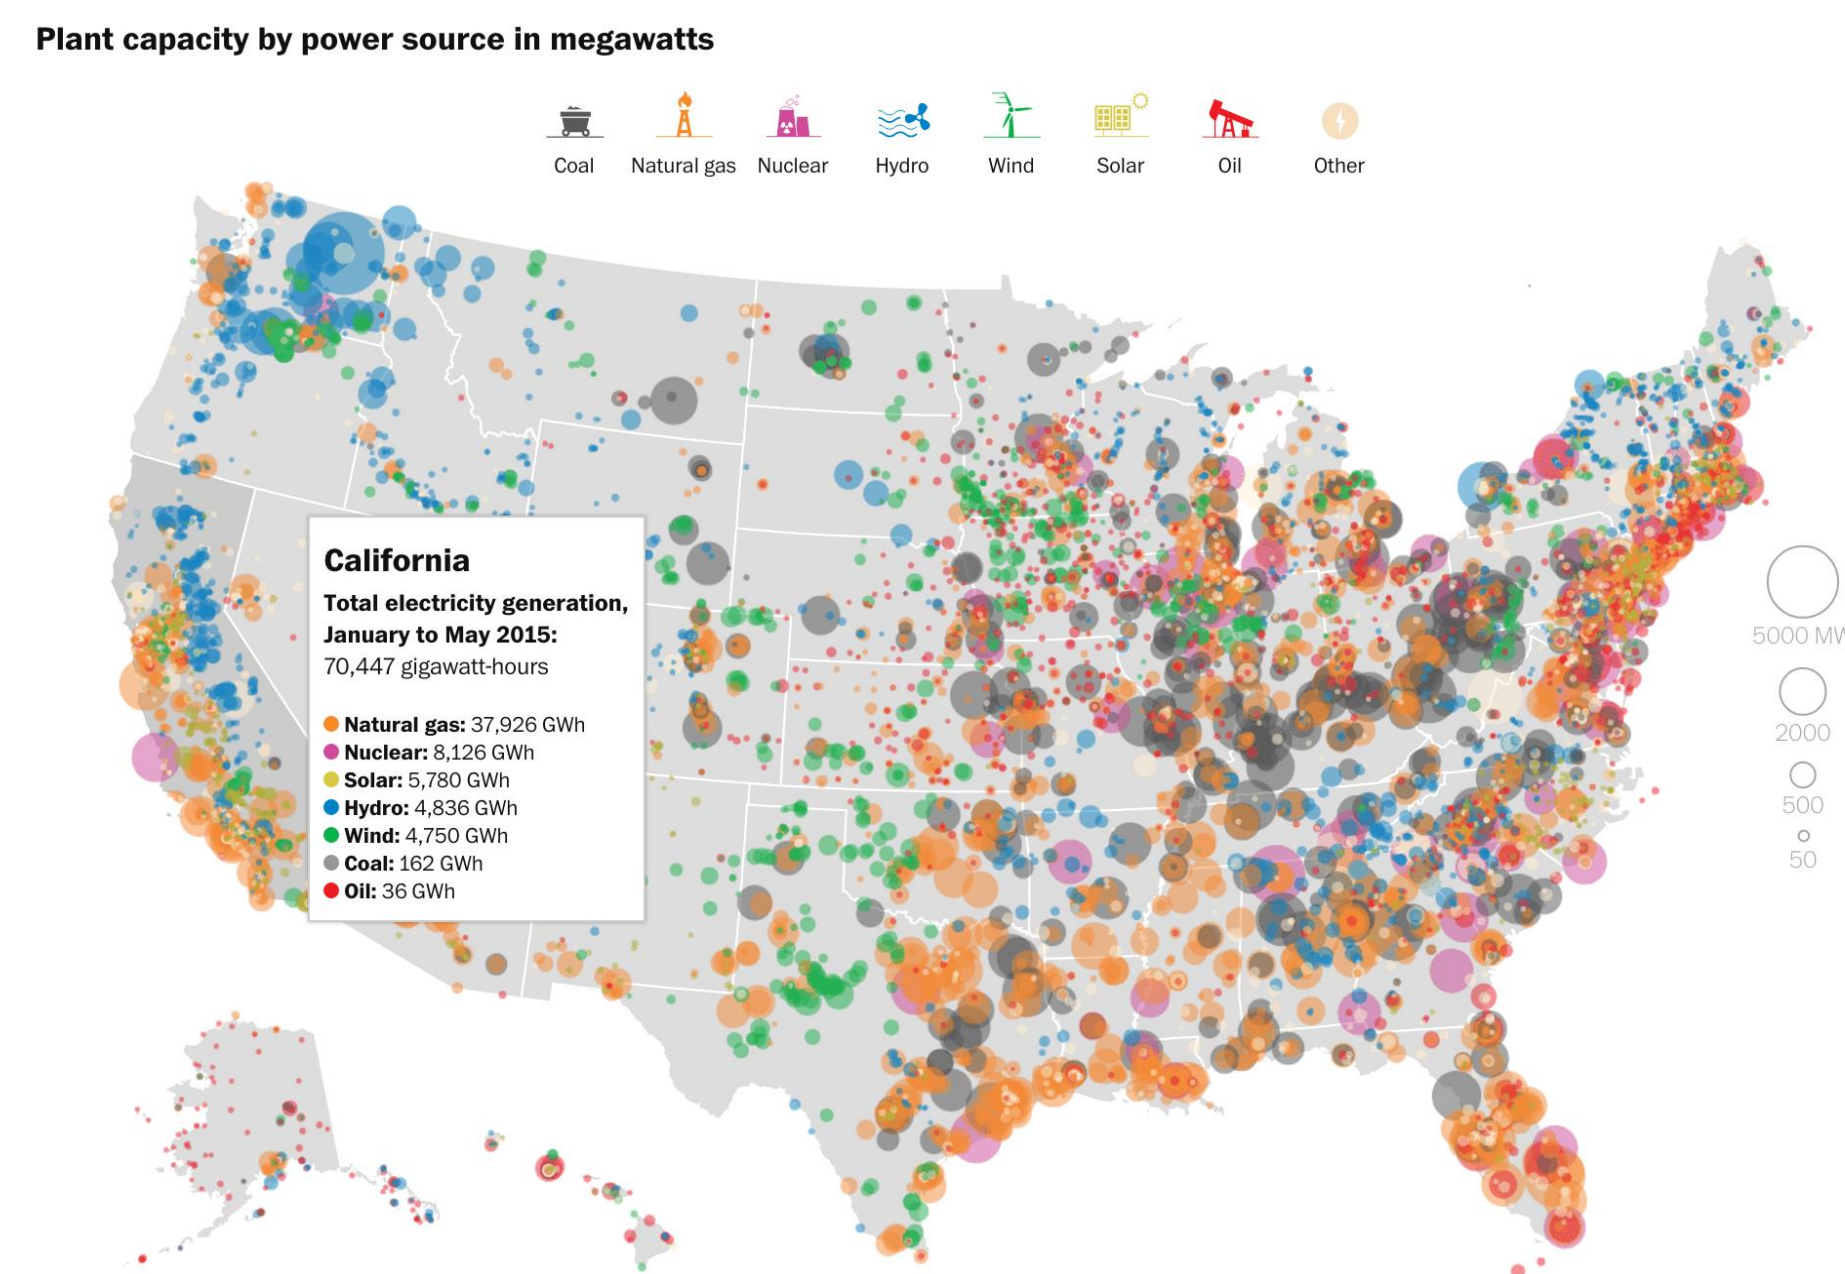 Plant capacity by power source in megawatts
Coal
Natural gas
Nuclear
Hydro
Wind
Solar
Oil
Other
California
Total electricity generation,
January to May 2015:
70,447 gigawatt-hours
Natural gas: 37,926 GWh
Nuclear: 8,126 GWh
Solar: 5,780 GWh
Hydro: 4,836 GWh
Wind: 4,750 GWh
Coal: 162 GWh
Oil: 36 GWh
5000 MW
2000
500
50